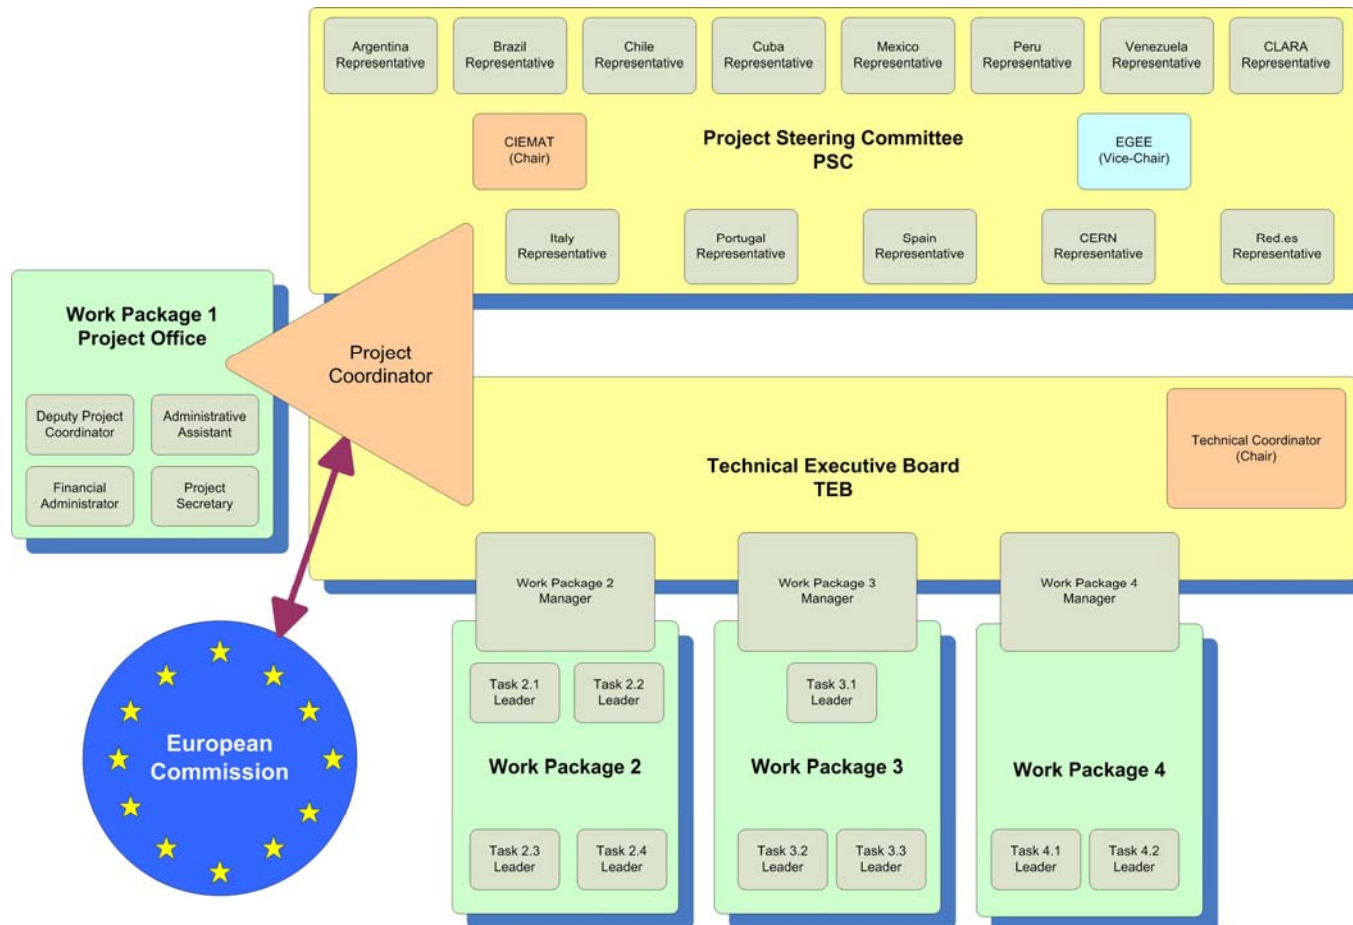 Argentina
Representative
Brazil
Representative
Chile
Representative
Cuba
Representative
Mexico
Representative
Peru
Representative
Venezuela
Representative
CLARA
Representative
CIEMAT
(Chair)
Project Steering Committee
PSC
EGEE
(Vice-Chair)
Italy
Representative
Portugal
Representative
Spain
Representative
CERN
Representative
Red.es
Representative
Work Package 1
Project Office
Deputy Project
Coordinator
Administrative
Assistant
Financial
Administrator
Project
Secretary
Project
Coordinator
Technical Executive Board
TEB
Technical Coordinator
(Chair)
Work Package 2
Manager
Work Package 3
Manager
Work Package 4
Manager
European
Commission
Task 2.1
Leader
Task 2.2
Leader
Work Package 2
Task 2.3
Leader
Task 2.4
Leader
Task 3.1
Leader
Work Package 3
Task 3.2
Leader
Task 3.3
Leader
Work Package 4
Task 4.1
Leader
Task 4.2
Leader